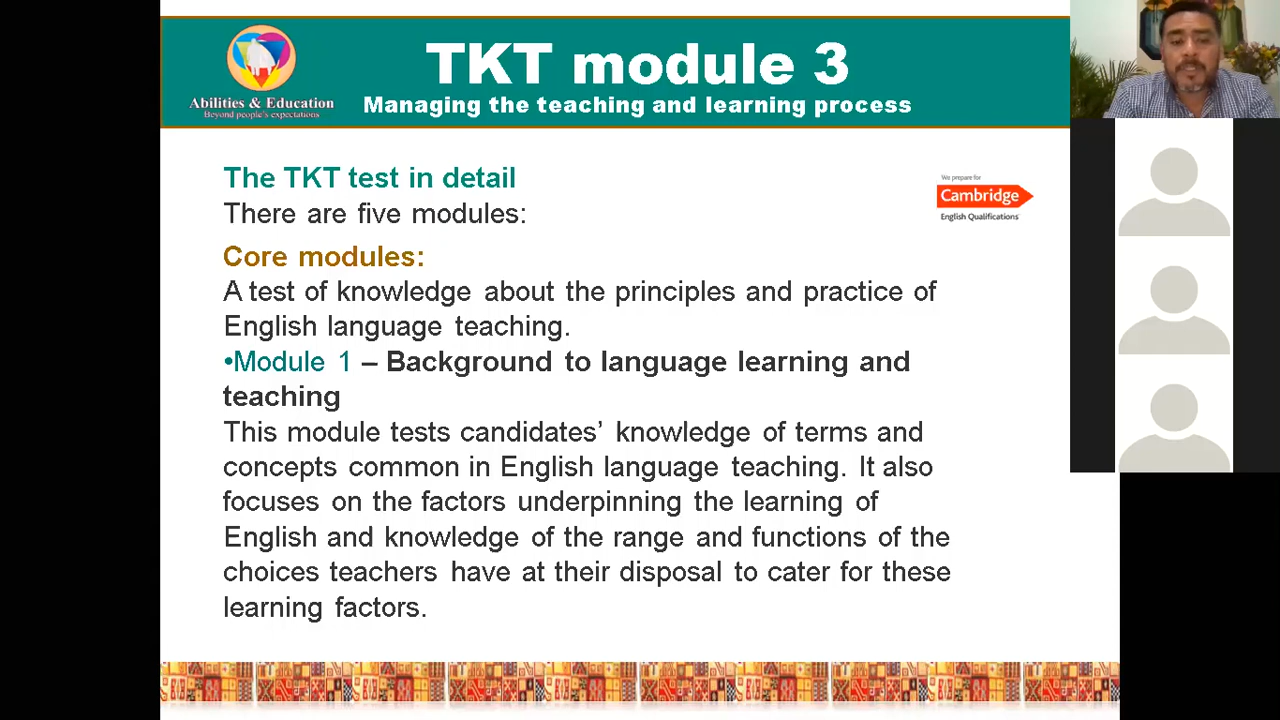 TKT module 3
Managing the teaching and learning process
Abilities & Education
Beyond people's expectations
The TKT test in detail
There are five modules:
We prepare for
Cambridge
English Qualifications
Core modules:
A test of knowledge about the principles and practice of
English language teaching.
•Module 1 – Background to language learning and
teaching
This module tests candidates’ knowledge of terms and
concepts common in English language teaching. It also
focuses on the factors underpinning the learning of
English and knowledge of the range and functions of the
choices teachers have at their disposal to cater for these
learning factors.